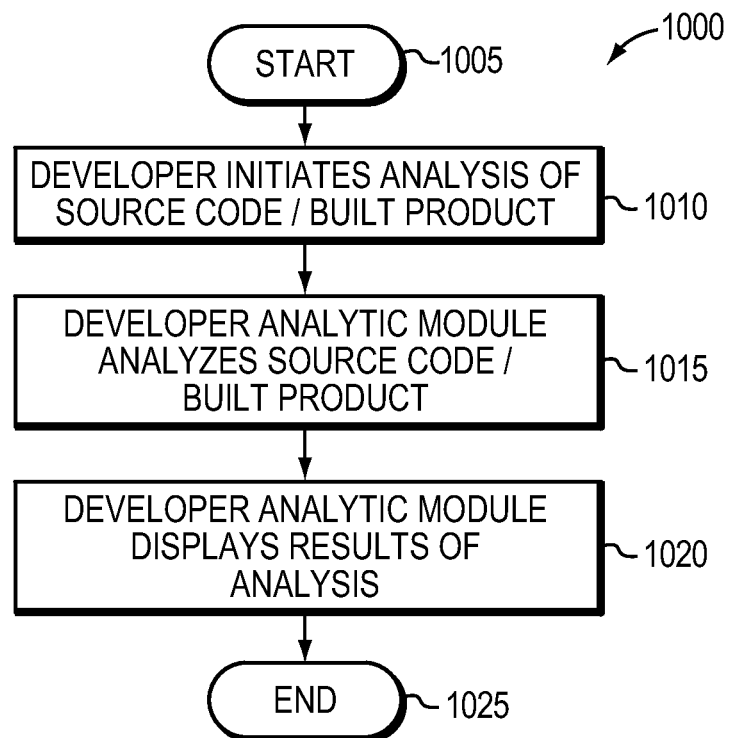 1000
START
1005
DEVELOPER INITIATES ANALYSIS OF
SOURCE CODE / BUILT PRODUCT
1010
DEVELOPER ANALYTIC MODULE
ANALYZES SOURCE CODE /
BUILT PRODUCT
1015
DEVELOPER ANALYTIC MODULE
DISPLAYS RESULTS OF
ANALYSIS
1020
END
1025